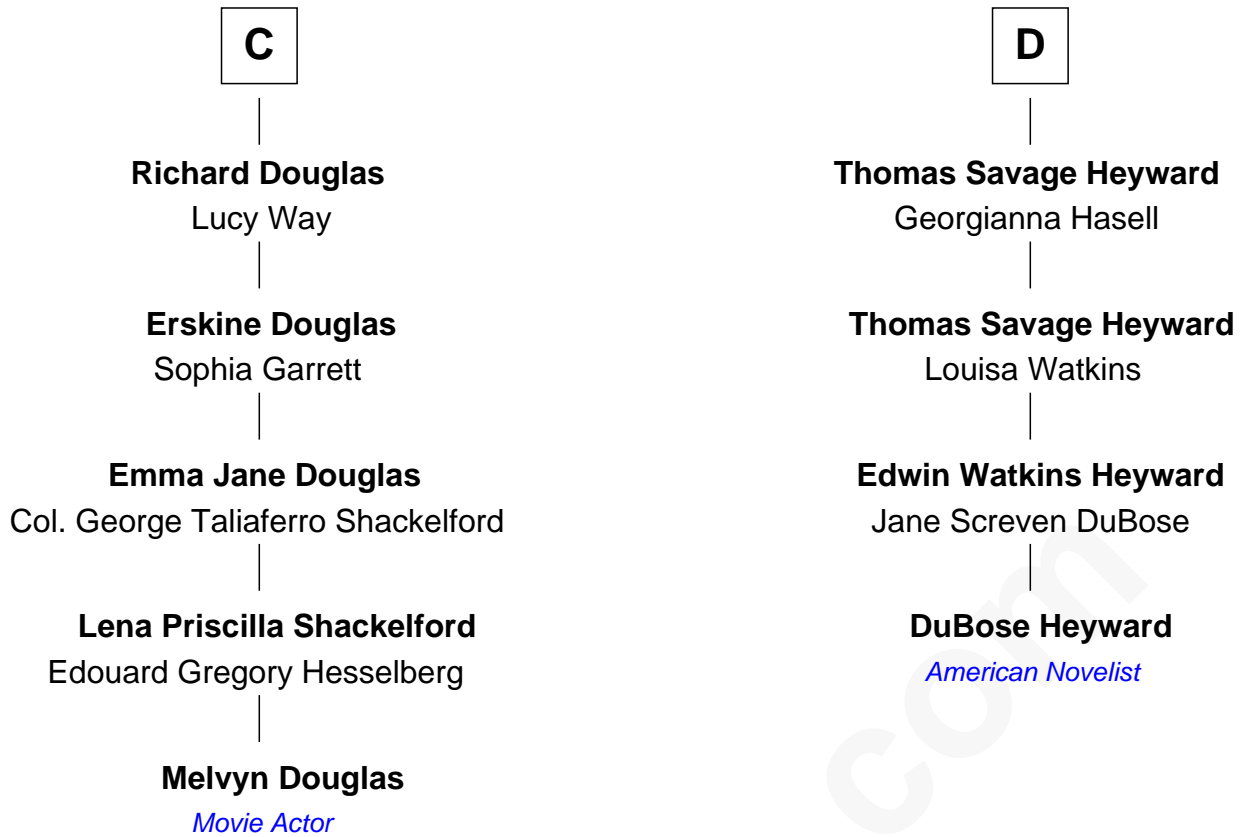 C
Richard Douglas
Lucy Way
Erskine Douglas
Sophia Garrett
Emma Jane Douglas
Col. George Taliaferro Shackelford
Lena Priscilla Shackelford
Edouard Gregory Hesselberg
Melvyn Douglas
Movie Actor
D
Thomas Savage Heyward
Georgianna Hasell
Thomas Savage Heyward
Louisa Watkins
Edwin Watkins Heyward
Jane Screven DuBose
DuBose Heyward
American Novelist
com